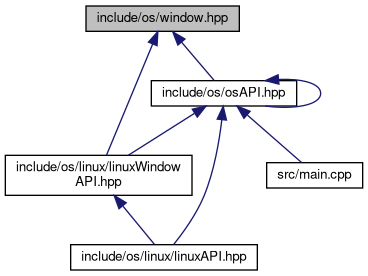 include/os/window.hpp
include/os/osAPI.hpp
include/os/linux/linuxWindow
API.hpp
src/main.cpp
include/os/linux/linuxAPI.hpp